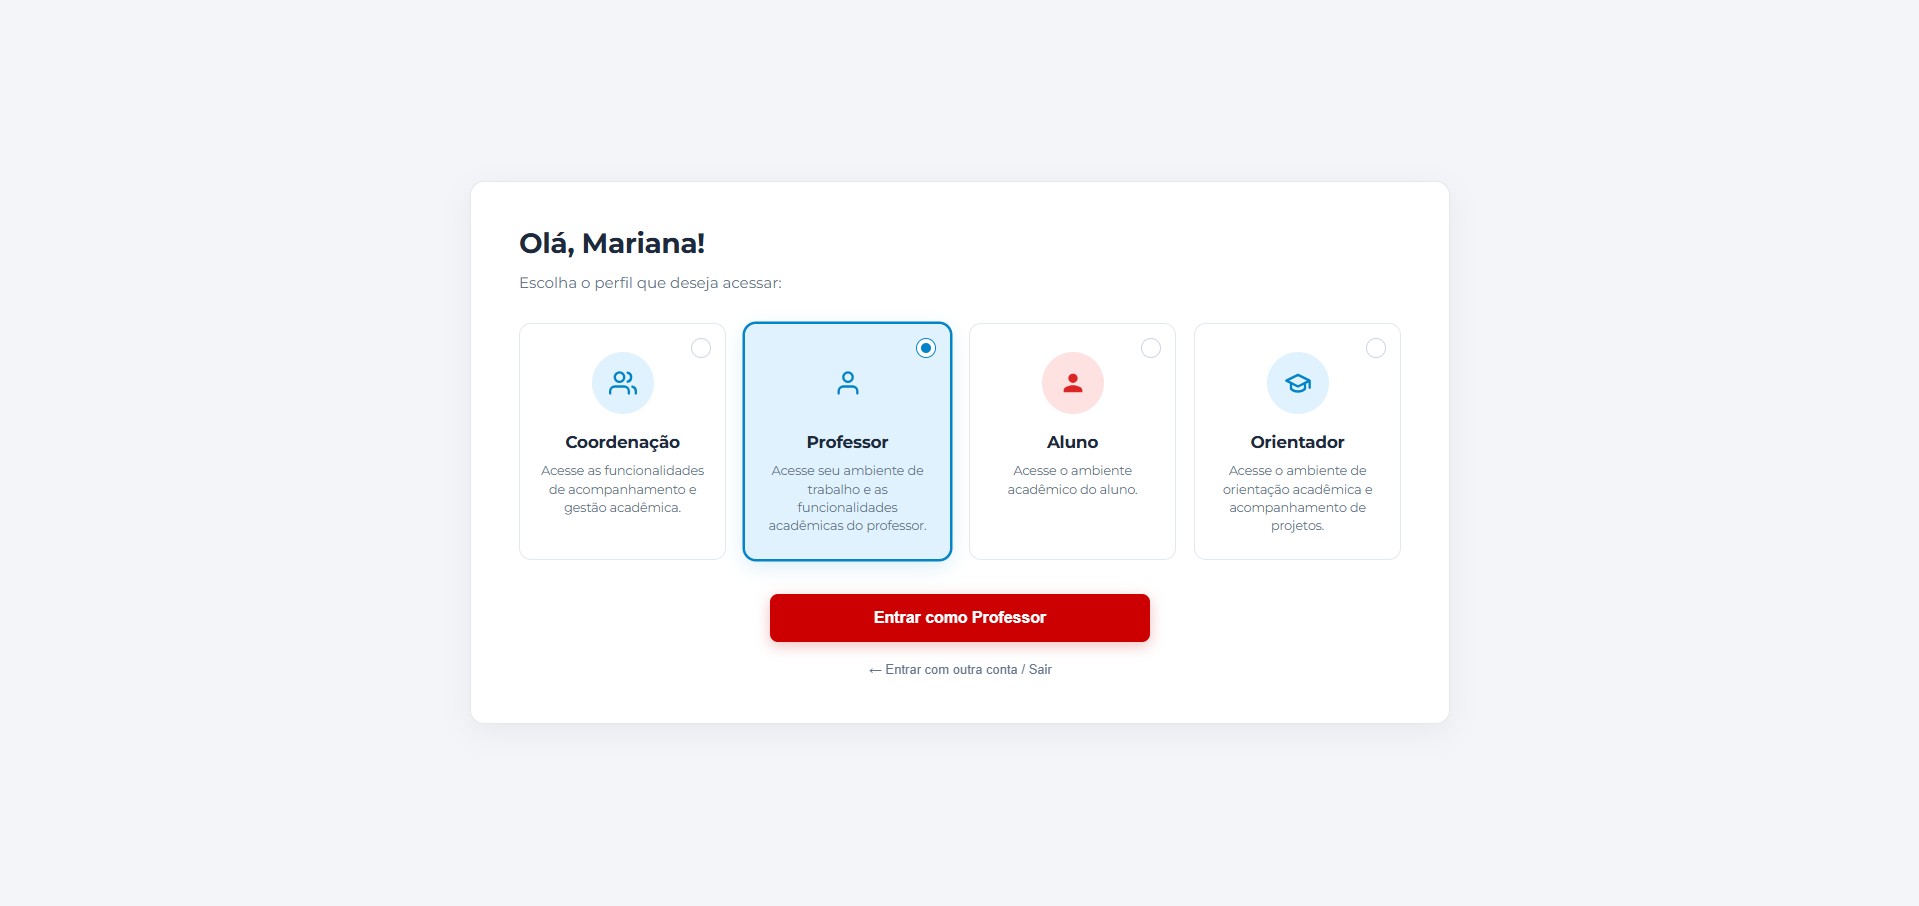 Olá, Mariana!
Escolha o perfil que deseja acessar:
Coordenação
Acesse as funcionalidades
de acompanhamento e
gestão acadêmica.
Professor
Acesse seu ambiente de
trabalho e as
funcionalidades
acadêmicas do professor.
Aluno
Acesse o ambiente
acadêmico do aluno.
Orientador
Acesse o ambiente de
orientação acadêmica e
acompanhamento de
projetos.
Entrar como Professor
← Entrar com outra conta / Sair